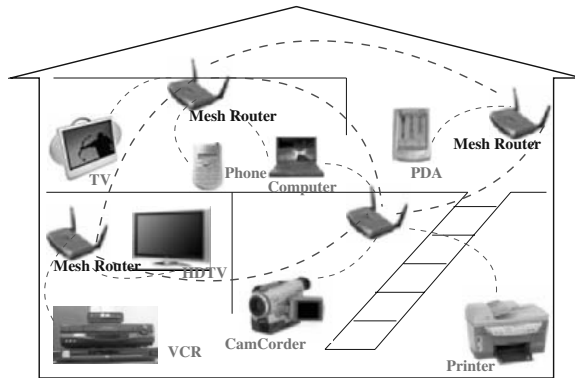 Mesh Router
TV
Phone
Computer
PDA
Mesh Router
Mesh Router
HDTV
VCR
CamCorder
Printer